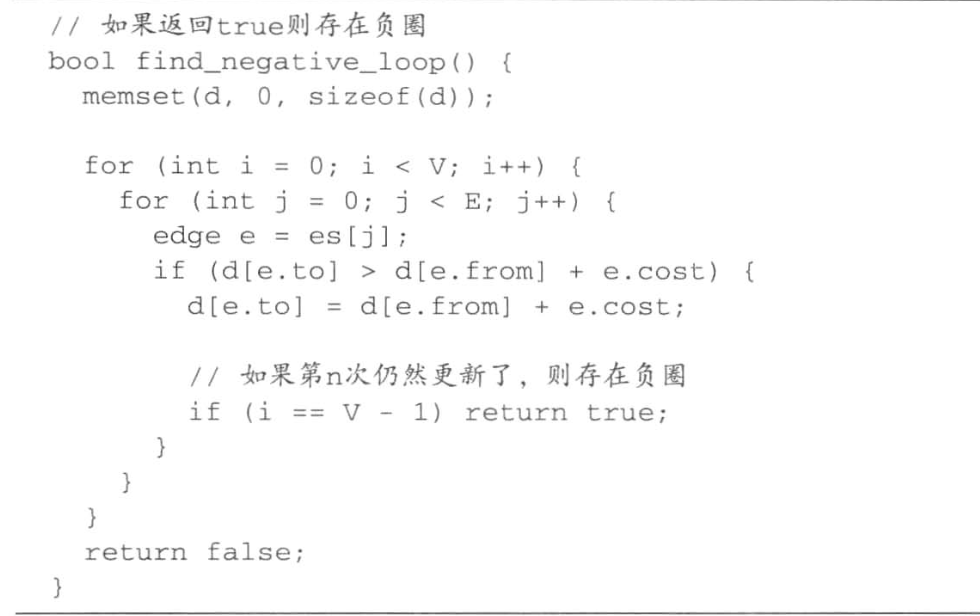 // 如果返回true则存在负圈
bool find_negative_loop() {
  memset(d, 0, sizeof(d));

  for (int i = 0; i < V; i++) {
    for (int j = 0; j < E; j++) {
      edge e = es[j];
      if (d[e.to] > d[e.from] + e.cost) {
        d[e.to] = d[e.from] + e.cost;

        // 如果第n次仍然更新了，则存在负圈
        if (i == V - 1) return true;
      }
    }
  }
  return false;
}